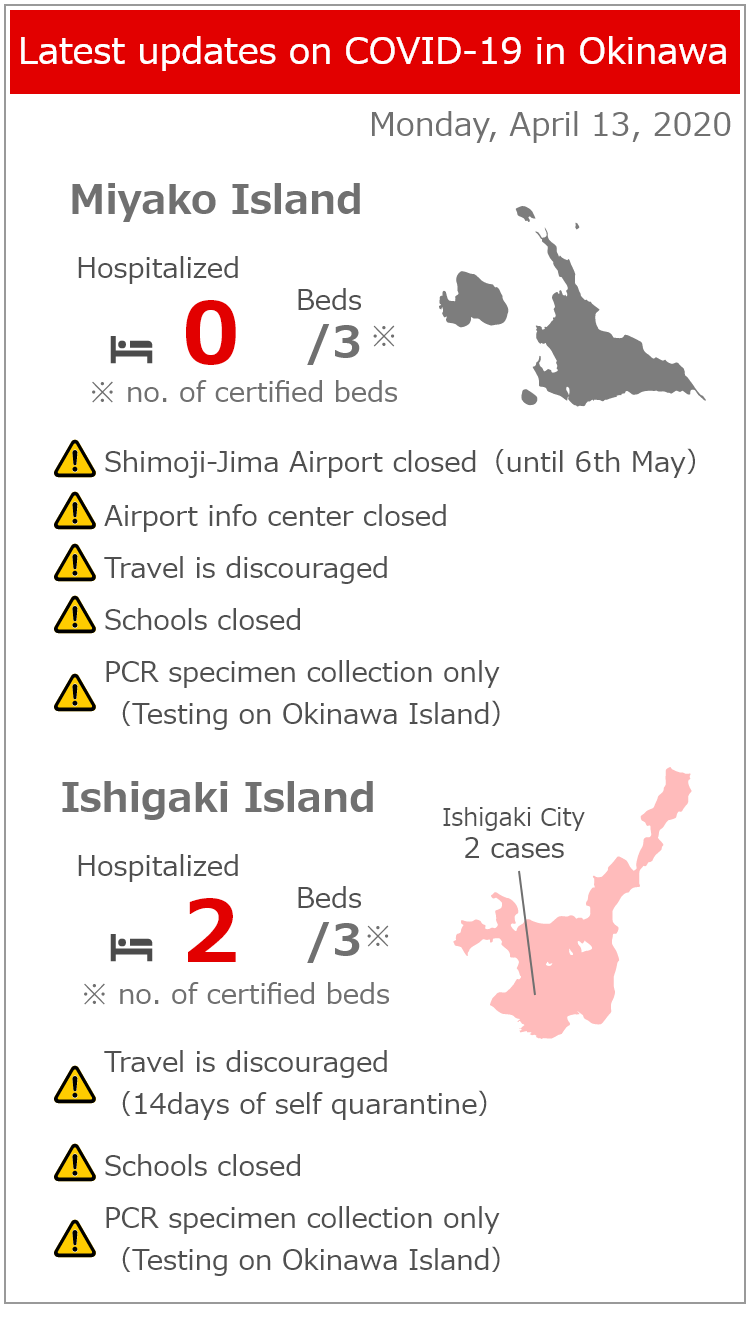 Latest updates on COVID-19 in Okinawa
Monday, April 13, 2020
Miyako Island
Hospitalized
Beds
0
/3※
※ no. of certified beds
Shimoji-Jima Airport closed（until 6th May）
Airport info center closed
Travel is discouraged
Schools closed
PCR specimen collection only
（Testing on Okinawa Island）
Ishigaki Island
Ishigaki City
2 cases
Hospitalized
Beds
2
/3※
※ no. of certified beds
Travel is discouraged
（14days of self quarantine）
Schools closed
PCR specimen collection only
（Testing on Okinawa Island）